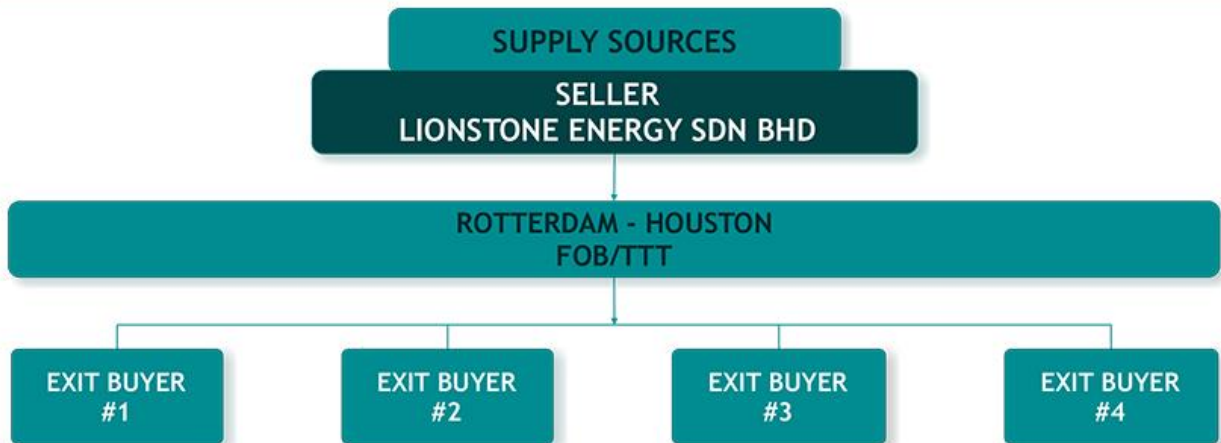 SUPPLY SOURCES
SELLER
LIONSTONE ENERGY SDN BHD
ROTTERDAM - HOUSTON
FOB/TTT
EXIT BUYER
#1
EXIT BUYER
#2
EXIT BUYER
#3
EXIT BUYER
#4